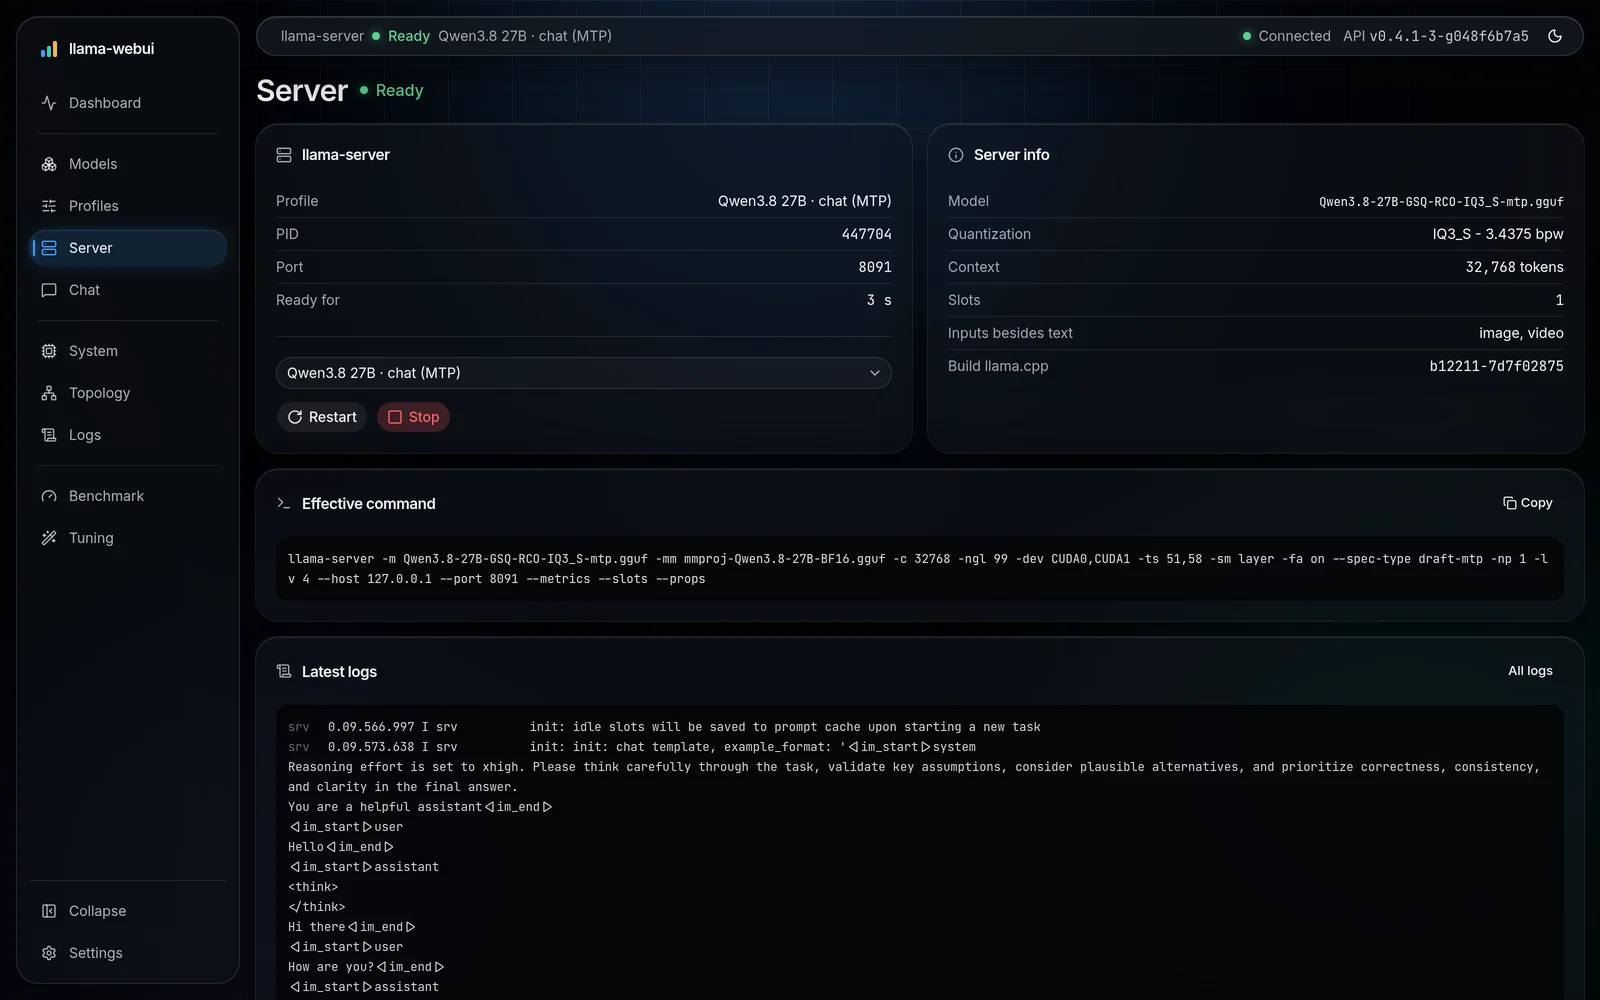 llama-webui
Dashboard
Models
Profiles
Server
Chat
System
Topology
Logs
Benchmark
Tuning
Collapse
Settings
llama-server Ready Qwen3.8 27B · chat (MTP)
Connected API v0.4.1-3-g048f6b7a5
Server Ready
llama-server
Profile Qwen3.8 27B · chat (MTP)
PID 447704
Port 8091
Ready for 3 s
Qwen3.8 27B · chat (MTP)
Restart Stop
Server info
Model Qwen3.8-27B-GSQ-RCO-IQ3_S-mtp.gguf
Quantization IQ3_S - 3.4375 bpw
Context 32,768 tokens
Slots 1
Inputs besides text image, video
Build llama.cpp b12211-7d7f02875
Effective command
Copy
llama-server -m Qwen3.8-27B-GSQ-RCO-IQ3_S-mtp.gguf -mm mmproj-Qwen3.8-27B-BF16.gguf -c 32768 -ngl 99 -dev CUDA0,CUDA1 -ts 51,58 -sm layer -fa on --spec-type draft-mtp -np 1 -l
v 4 --host 127.0.0.1 --port 8091 --metrics --slots --props
Latest logs
All logs
srv 0.09.566.997 I srv init: idle slots will be saved to prompt cache upon starting a new task
srv 0.09.573.638 I srv init: init: chat template, example_format: '<|im_start|>system
Reasoning effort is set to xhigh. Please think carefully through the task, validate key assumptions, consider plausible alternatives, and prioritize correctness, consistency,
and clarity in the final answer.
You are a helpful assistant<|im_end|>
<|im_start|>user
Hello<|im_end|>
<|im_start|>assistant
<think>
</think>
Hi there<|im_end|>
<|im_start|>user
How are you?<|im_end|>
<|im_start|>assistant